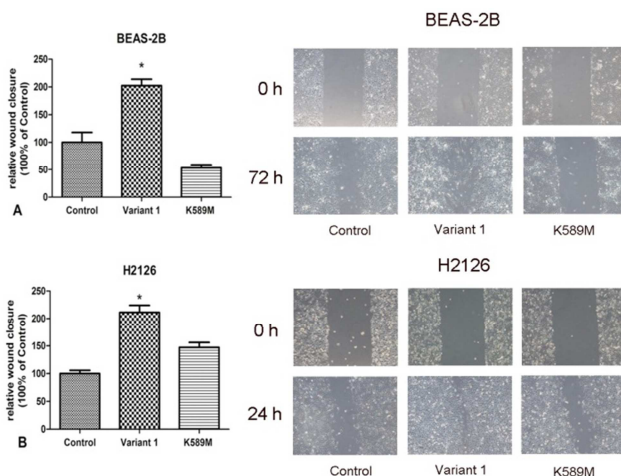 BEAS-2B
relative wound closure
(100% of Control)
250
200
150
100
50
0
*
Control Variant 1 K589M
A
BEAS-2B
0 h
72 h
Control Variant 1 K589M
H2126
relative wound closure
(100% of Control)
250
200
150
100
50
0
*
Control Variant 1 K589M
B
H2126
0 h
24 h
Control Variant 1 K589M